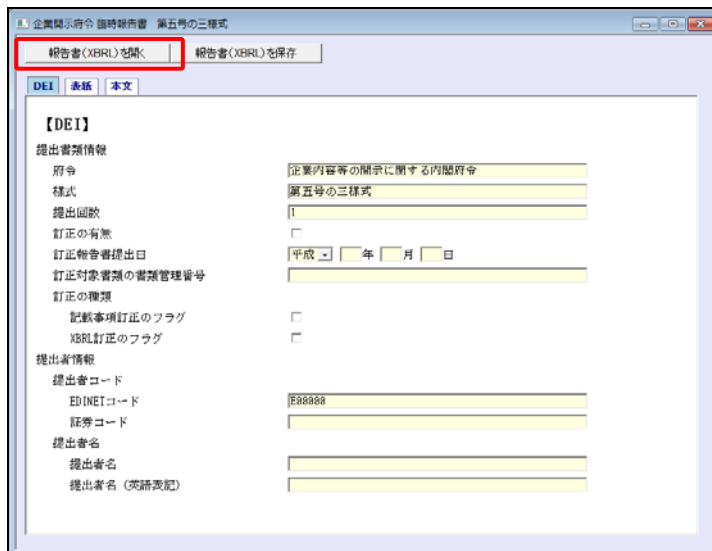 企業開示府令 臨時報告書　第五号の三様式
報告書(XBRL)を開く 報告書(XBRL)を保存
DEI 表紙 本文
【DEI】
提出書類情報
府令 企業内容等の開示に関する内閣府令
様式 第五号の三様式
提出回数 1
訂正の有無
訂正報告書提出日 平成 年 月 日
訂正対象書類の書類管理番号
訂正の種類
記載事項訂正のフラグ
XBRL訂正のフラグ
提出者情報
提出者コード
EDINETコード E00000
証券コード
提出者名
提出者名
提出者名（英語表記）